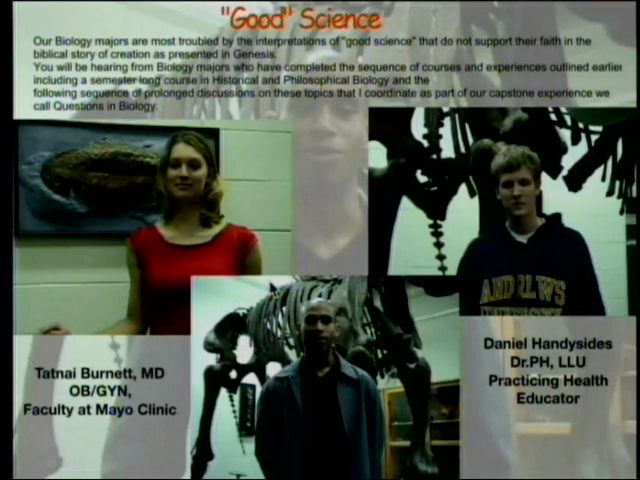 "Good" Science
Our Biology majors are most troubled by the interpretations of "good science" that do not support their faith in the
biblical story of creation as presented in Genesis.
You will be hearing from Biology majors who have completed the sequence of courses and experiences outlined earlier
including a semester long course in Historical and Philosophical Biology and the
following sequence of prolonged discussions on these topics that I coordinate as part of our capstone experience we
call Questions in Biology.
ANDREWS
UNIVERSITY
Tatnai Burnett, MD
OB/GYN,
Faculty at Mayo Clinic
Daniel Handysides
Dr.PH, LLU
Practicing Health
Educator